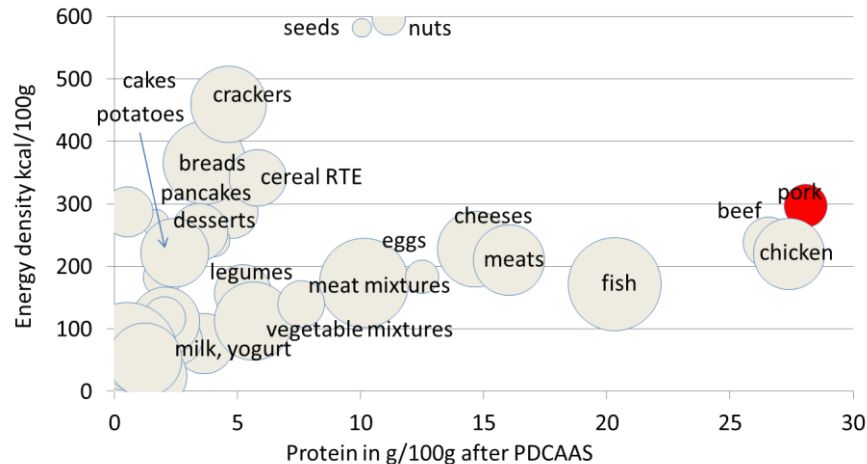 600
seeds
nuts
cakes
500
crackers
potatoes
400
breads
cereal RTE
pancakes
300
pork
desserts
cheeses
beef
eggs
200
legumes
meat mixtures
meats
fish
chicken
100
milk, yogurt
vegetable mixtures
0
0 5 10 15 20 25 30
Energy density kcal/100g
Protein in g/100g after PDCAAS